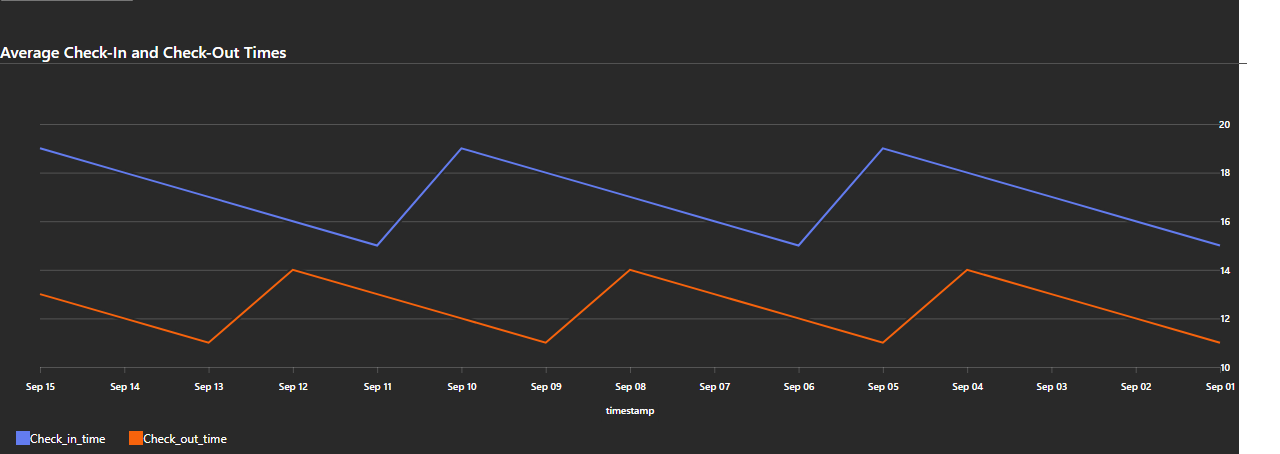 Average Check-In and Check-Out Times
20
18
16
14
12
10
Sep 15 Sep 14 Sep 13 Sep 12 Sep 11 Sep 10 Sep 09 Sep 08 Sep 07 Sep 06 Sep 05 Sep 04 Sep 03 Sep 02 Sep 01
timestamp
Check_in_time Check_out_time